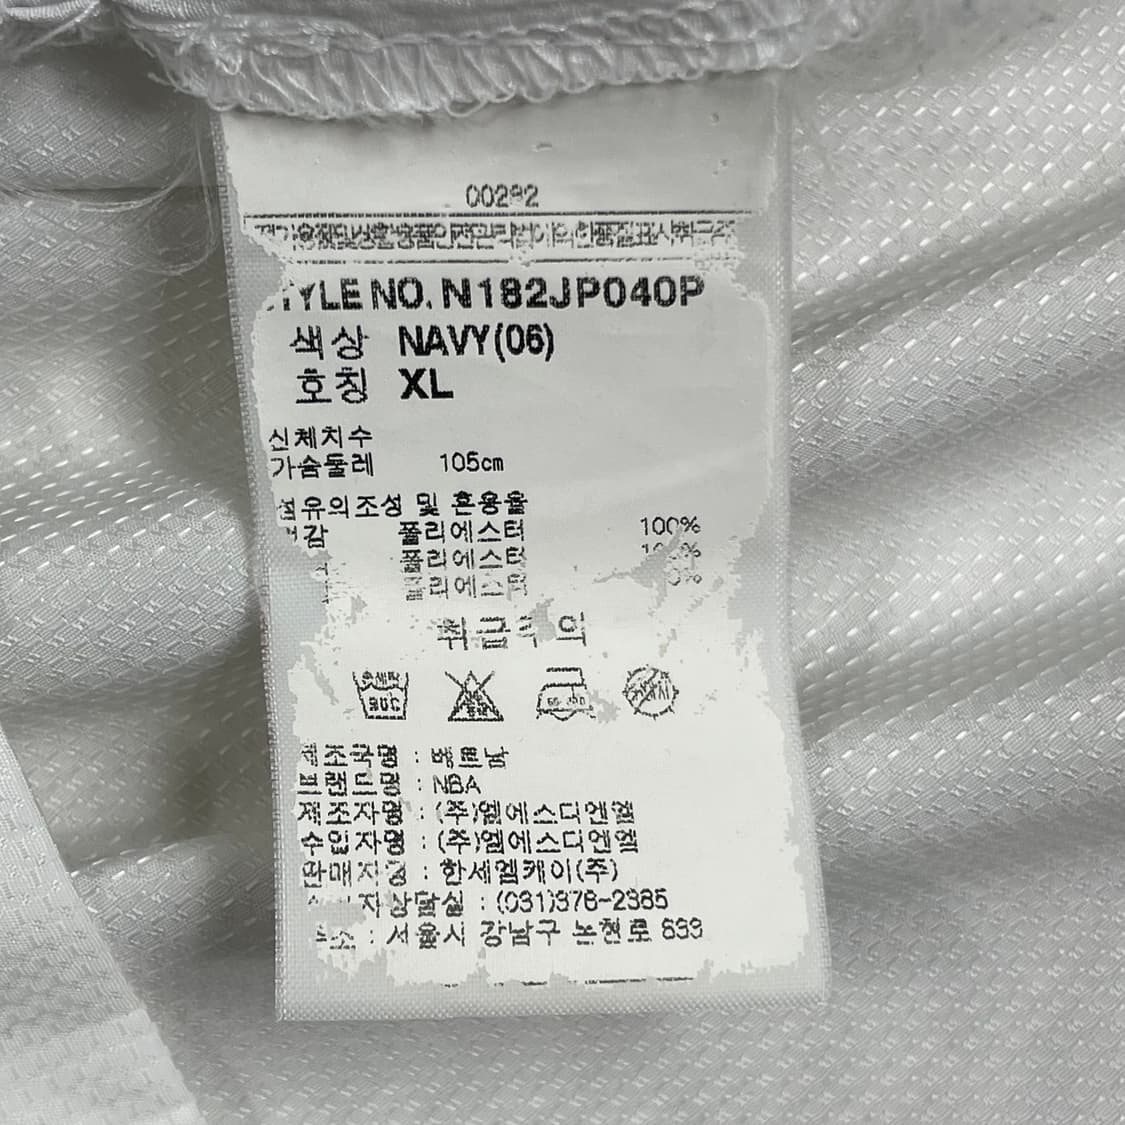 00282
STYLE NO. N182JP040P
색상 NAVY(06)
호칭 XL
신체치수
가슴둘레 105cm
섬유의조성 및 혼용율
겉감 폴리에스터 100%
폴리에스터
폴리에스터
취급주의
제조국명 : 베트남
브랜드명 : NBA
제조자명 : (주)엠에스디엔엠
수입자명 : (주)엠에스디엔엠
판매자명 : 한세엠케이(주)
소비자상담실 : (031)376-2385
주소 : 서울시 강남구 논현로 633